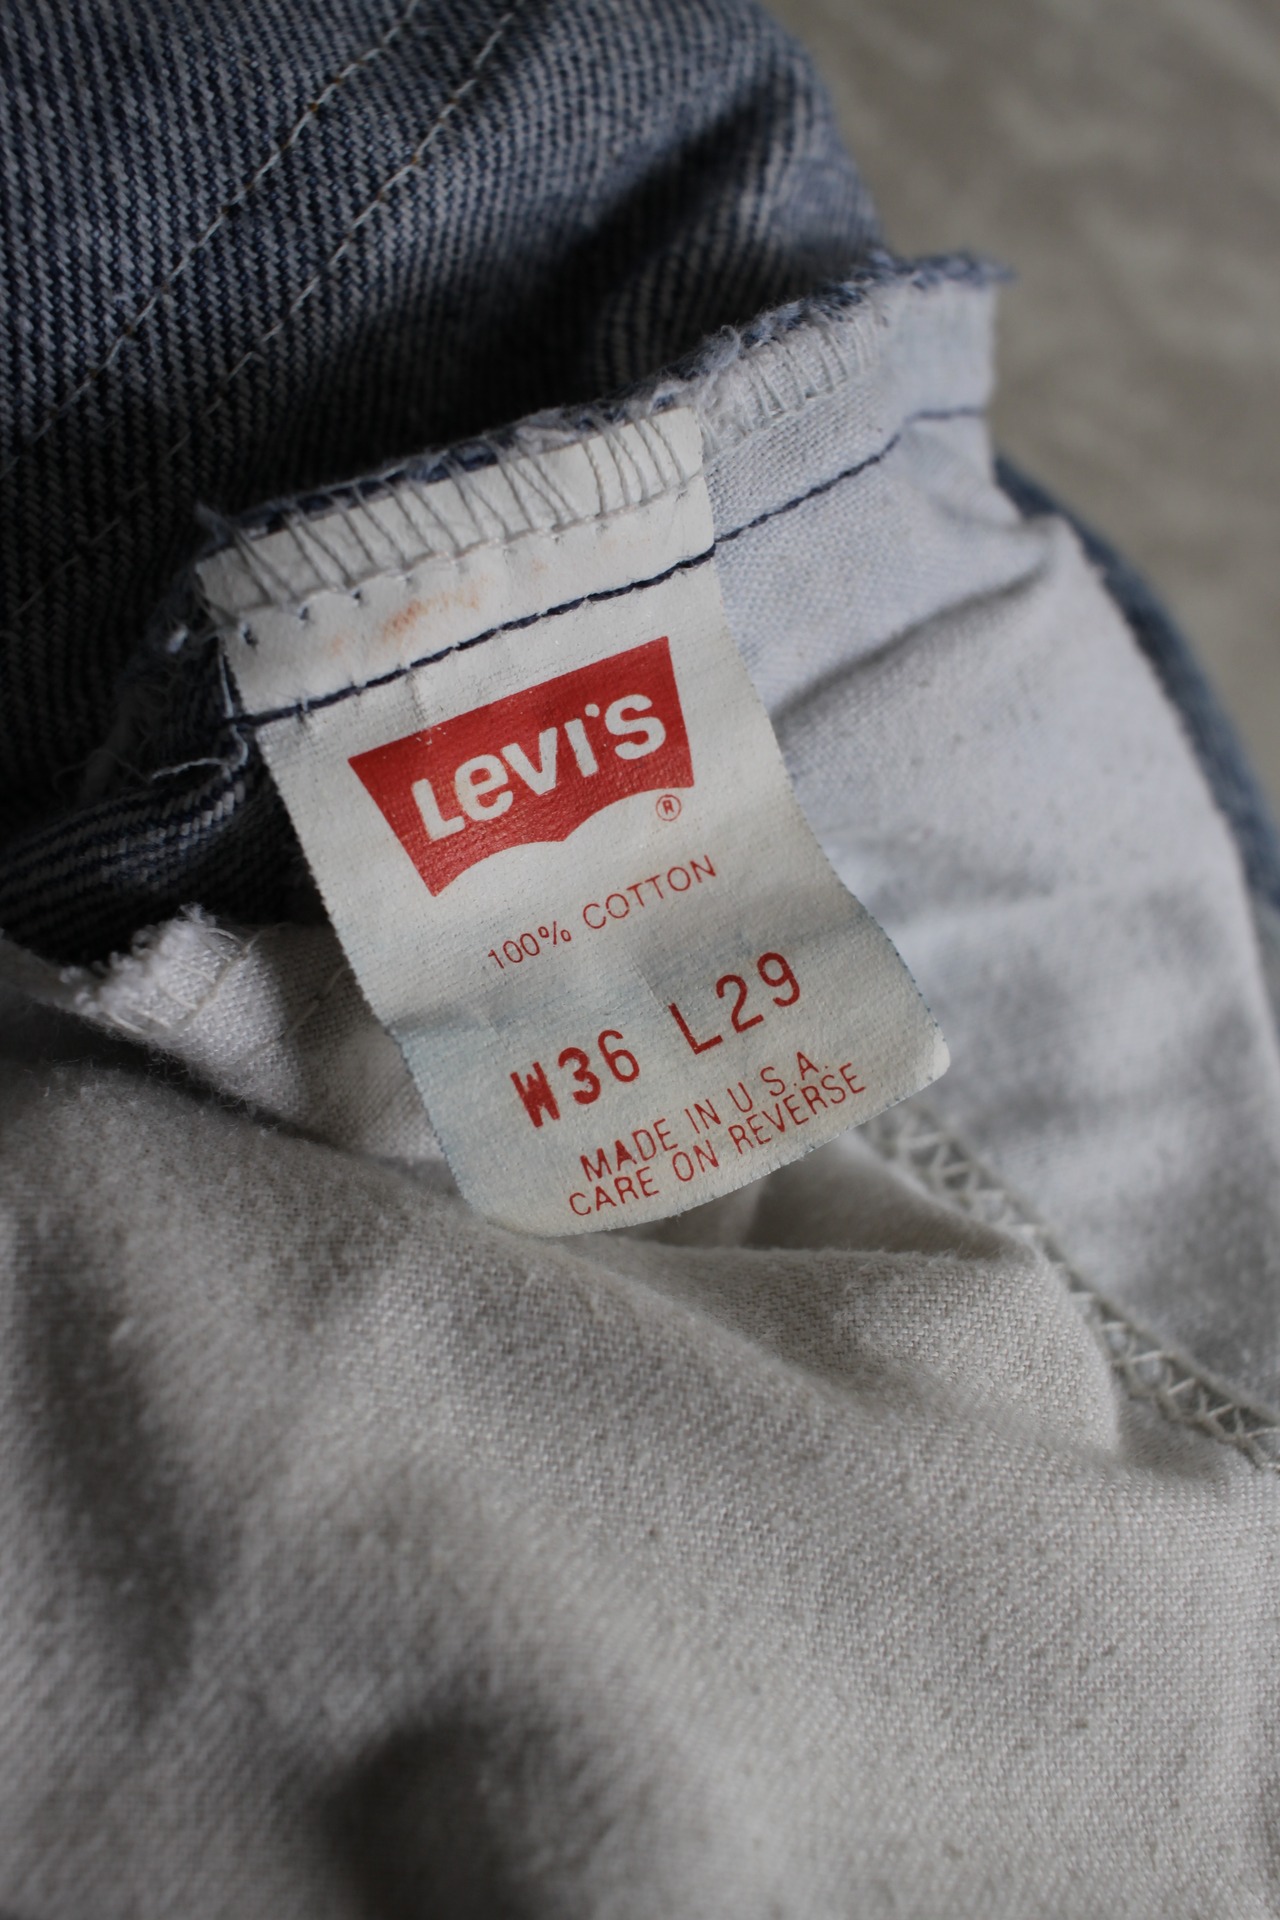 Levi's ®
100% COTTON
W36 L29
MADE IN U.S.A.
CARE ON REVERSE